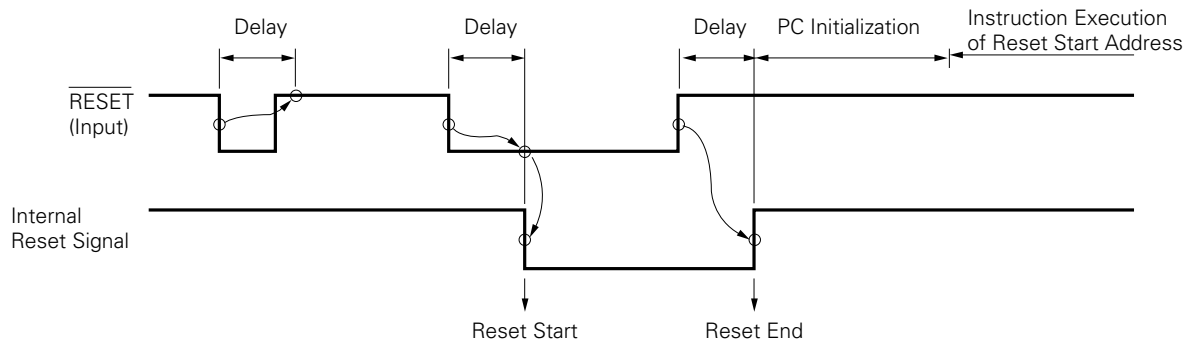 Delay
Delay
Delay
PC Initialization
Instruction Execution
of Reset Start Address
RESET
(Input)
Internal
Reset Signal
Reset Start
Reset End